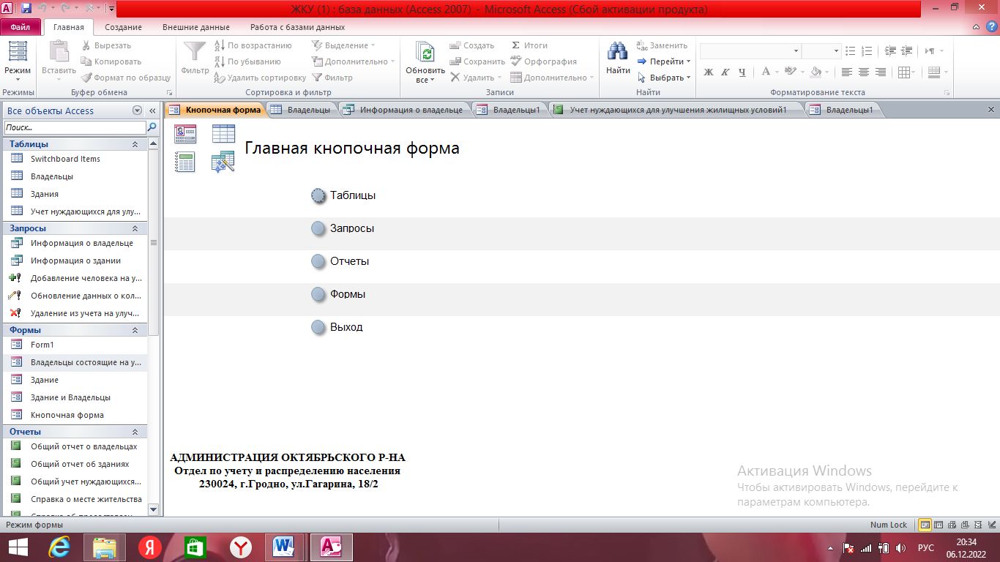 ЖКУ (1) : база данных (Access 2007) - Microsoft Access (Сбой активации продукта)
Файл Главная Создание Внешние данные Работа с базами данных
Режим
Режимы
Вставить
Вырезать
Копировать
Формат по образцу
Буфер обмена
Фильтр
По возрастанию
По убыванию
Удалить сортировку
Выделение
Дополнительно
Фильтр
Сортировка и фильтр
Обновить
все
Создать
Сохранить
Удалить
Итоги
Орфография
Дополнительно
Записи
Найти
Заменить
Перейти
Выбрать
Найти
Ж К Ч A
Форматирование текста
Все объекты Access
Поиск...
Таблицы
Switchboard Items
Владельцы
Здания
Учет нуждающихся для улу...
Запросы
Информация о владельце
Информация о здании
Добавление человека на у...
Обновление данных о кол...
Удаление из учета на улуч...
Формы
Form1
Владельцы состоящие на у...
Здание
Здание и Владельцы
Кнопочная форма
Отчеты
Общий отчет о владельцах
Общий отчет об зданиях
Общий учет нуждающихся...
Справка о месте жительства
Кнопочная форма Владельцы Информация о владельце Владельцы1 Учет нуждающихся для улучшения жилищных условий1 Владельцы1
Главная кнопочная форма
Таблицы
Запросы
Отчеты
Формы
Выход
АДМИНИСТРАЦИЯ ОКТЯБРЬСКОГО Р-НА
Отдел по учету и распределению населения
230024, г.Гродно, ул.Гагарина, 18/2
Активация Windows
Чтобы активировать Windows, перейдите к
параметрам компьютера.
Режим формы
Num Lock
РУС
20:34
06.12.2022